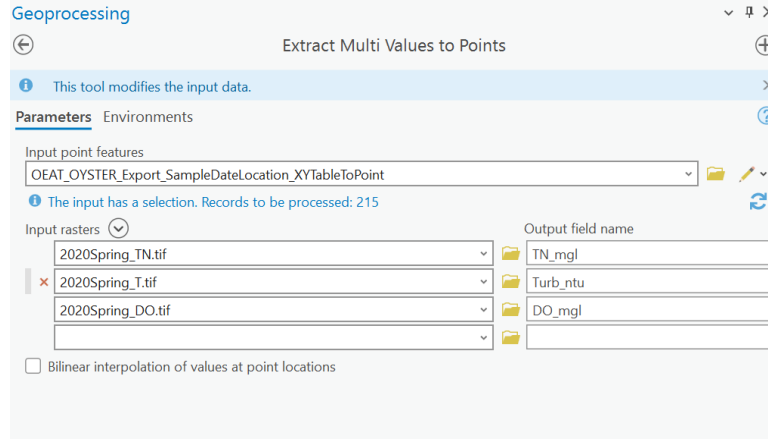 Geoprocessing
Extract Multi Values to Points
This tool modifies the input data.
Parameters Environments
Input point features
OEAT_OYSTER_Export_SampleDateLocation_XYTableToPoint
The input has a selection. Records to be processed: 215
Input rasters Output field name
2020Spring_TN.tif TN_mgl
2020Spring_T.tif Turb_ntu
2020Spring_DO.tif DO_mgl
Bilinear interpolation of values at point locations